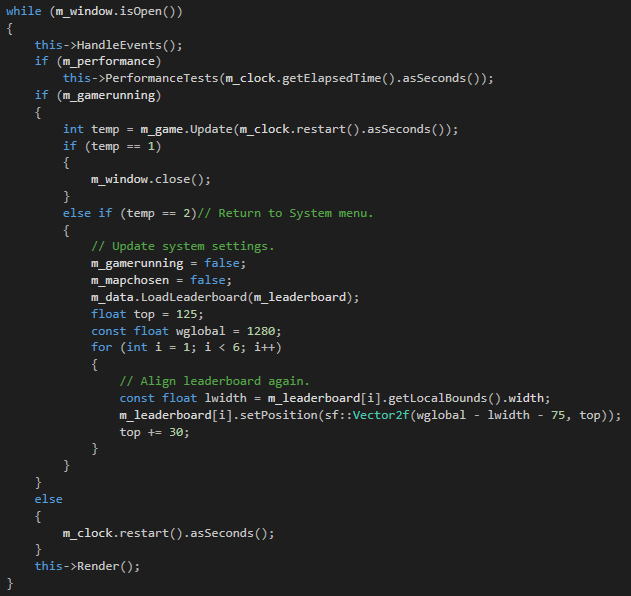 while (m_window.isOpen())
{
    this->HandleEvents();
    if (m_performance)
        this->PerformanceTests(m_clock.getElapsedTime().asSeconds());
    if (m_gamerunning)
    {
        int temp = m_game.Update(m_clock.restart().asSeconds());
        if (temp == 1)
        {
            m_window.close();
        }
        else if (temp == 2)// Return to System menu.
        {
            // Update system settings.
            m_gamerunning = false;
            m_mapchosen = false;
            m_data.LoadLeaderboard(m_leaderboard);
            float top = 125;
            const float wglobal = 1280;
            for (int i = 1; i < 6; i++)
            {
                // Align leaderboard again.
                const float lwidth = m_leaderboard[i].getLocalBounds().width;
                m_leaderboard[i].setPosition(sf::Vector2f(wglobal - lwidth - 75, top));
                top += 30;
            }
        }
    }
    else
    {
        m_clock.restart().asSeconds();
    }
    this->Render();
}